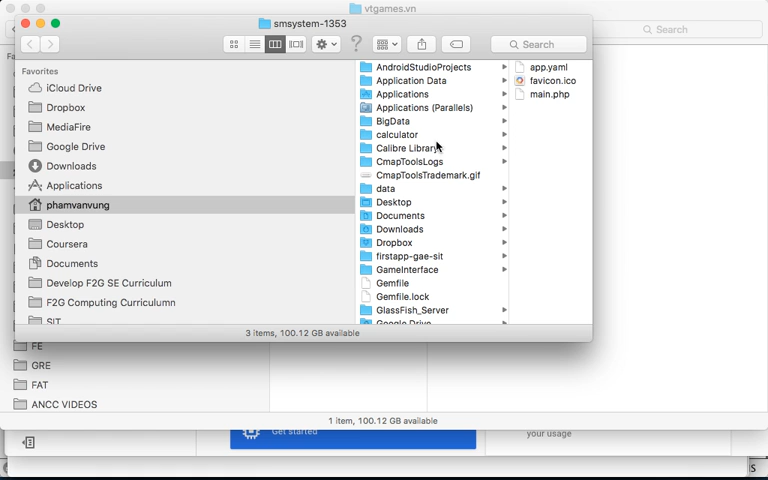 vtgames.vn
smsystem-1353
Search
Search
Favorites
iCloud Drive
Dropbox
MediaFire
Google Drive
Downloads
Applications
phamvanvung
Desktop
Coursera
Documents
Develop F2G SE Curriculum
F2G Computing Curriculumn
SIT
AndroidStudioProjects
Application Data
Applications
Applications (Parallels)
BigData
calculator
Calibre Library
CmapToolsLogs
CmapToolsTrademark.gif
data
Desktop
Documents
Downloads
Dropbox
firstapp-gae-sit
GameInterface
Gemfile
Gemfile.lock
GlassFish_Server
Google Drive
app.yaml
favicon.ico
main.php
3 items, 100.12 GB available
FE
GRE
FAT
ANCC VIDEOS
1 item, 100.12 GB available
Get started
your usage